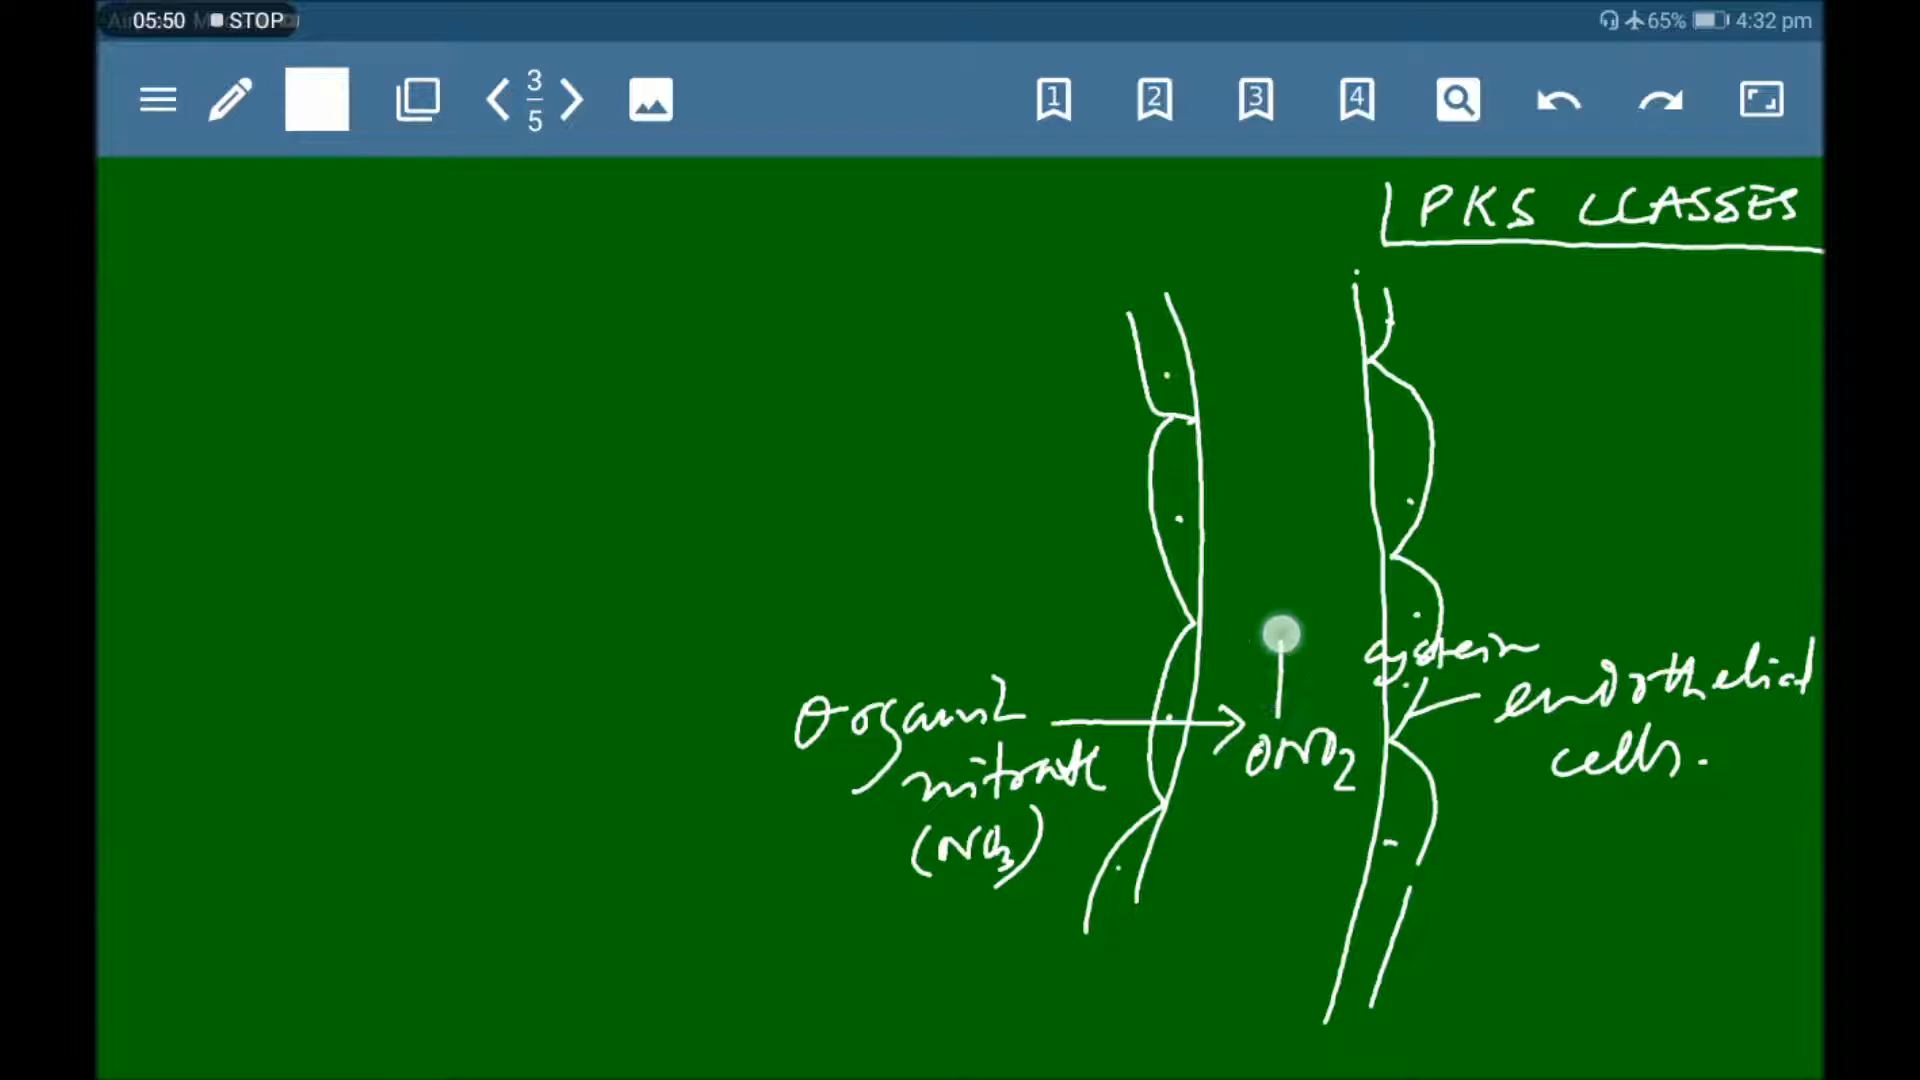 05:50 STOP
65% 4:32 pm
3
5
1 2 3 4
PKS CLASSES
cystein
organic
nitrate
(NO3)
ONO2
endothelial
cells.